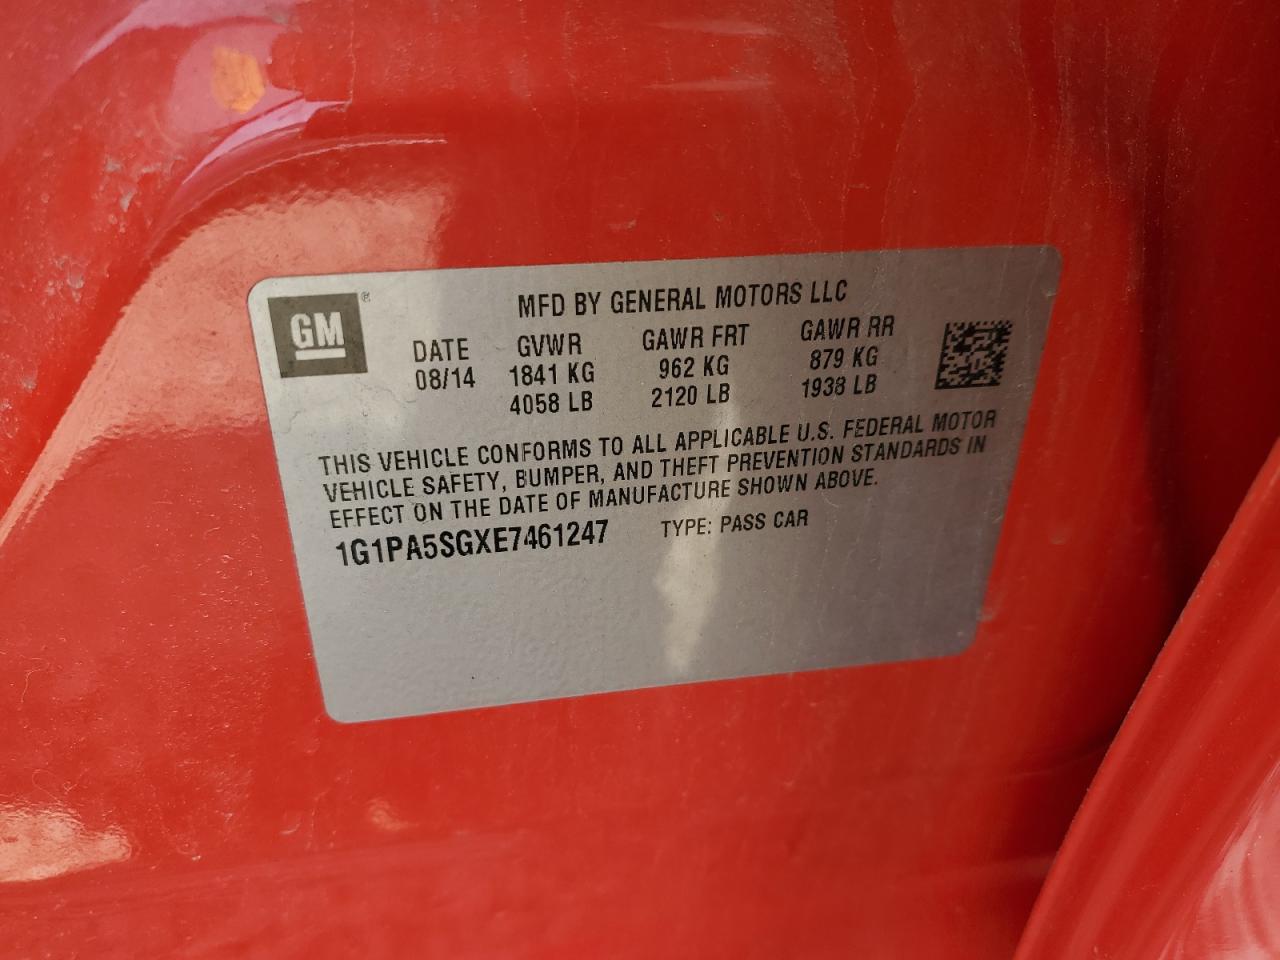 GM ®
MFD BY GENERAL MOTORS LLC
DATE GVWR GAWR FRT GAWR RR
08/14 1841 KG 962 KG 879 KG
4058 LB 2120 LB 1938 LB
THIS VEHICLE CONFORMS TO ALL APPLICABLE U.S. FEDERAL MOTOR
VEHICLE SAFETY, BUMPER, AND THEFT PREVENTION STANDARDS IN
EFFECT ON THE DATE OF MANUFACTURE SHOWN ABOVE.
1G1PA5SGXE7461247 TYPE: PASS CAR